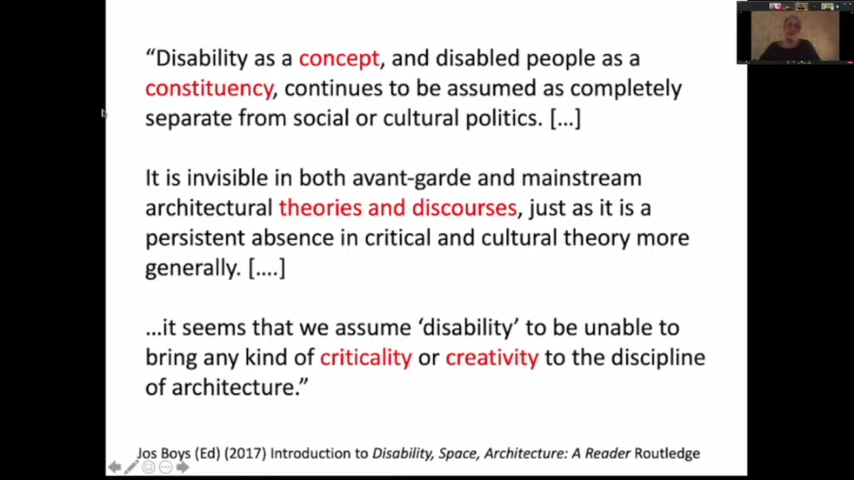 “Disability as a concept, and disabled people as a
constituency, continues to be assumed as completely
separate from social or cultural politics. […]
It is invisible in both avant-garde and mainstream
architectural theories and discourses, just as it is a
persistent absence in critical and cultural theory more
generally. [….]
…it seems that we assume ‘disability’ to be unable to
bring any kind of criticality or creativity to the discipline
of architecture.”
Jos Boys (Ed) (2017) Introduction to Disability, Space, Architecture: A Reader Routledge